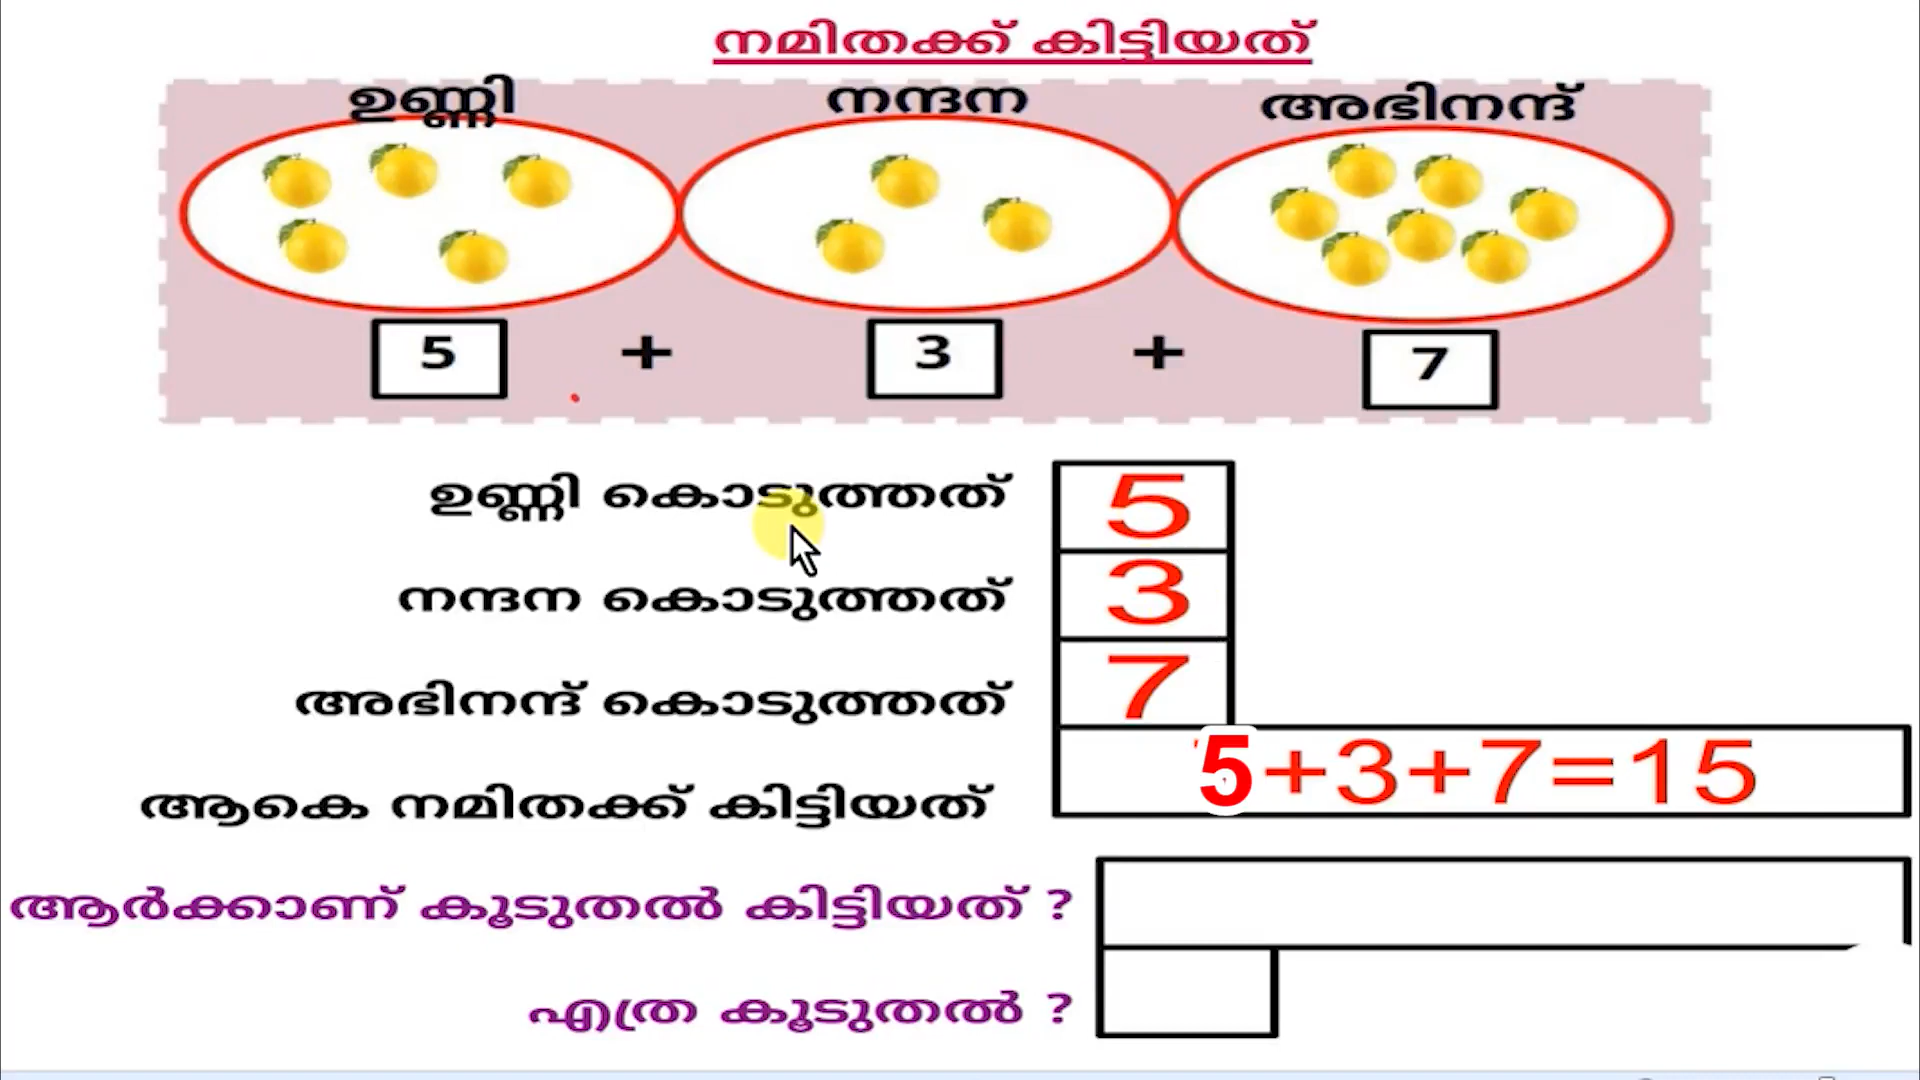 നമിതക്ക് കിട്ടിയത്
ഉണ്ണി നന്ദന അഭിനന്ദ്
5 + 3 + 7
ഉണ്ണി കൊടുത്തത് 5
നന്ദന കൊടുത്തത് 3
അഭിനന്ദ് കൊടുത്തത് 7
ആകെ നമിതക്ക് കിട്ടിയത് 5+3+7=15
ആർക്കാണ് കൂടുതൽ കിട്ടിയത് ?
എത്ര കൂടുതൽ ?